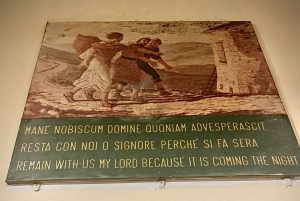 MANE NOBISCUM DOMINE QUONIAM ADVESPERASCIT
RESTA CON NOI O SIGNORE PERCHÉ SI FA SERA
REMAIN WITH US MY LORD BECAUSE IT IS COMING THE NIGHT